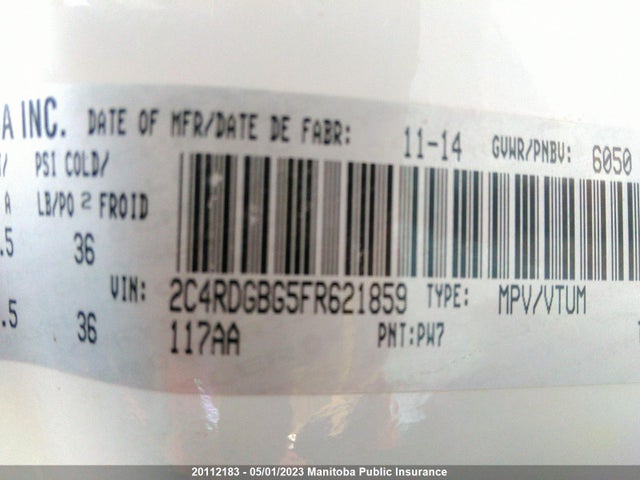 A INC. DATE OF MFR/DATE DE FABR: 11-14 GVWR/PNBV: 6050
/ PSI COLD/
A LB/PO 2 FROID
.5 36
VIN: 2C4RDGBG5FR621859 TYPE: MPV/VTUM
.5 36 117AA PNT:PW7
20112183 - 05/01/2023 Manitoba Public Insurance